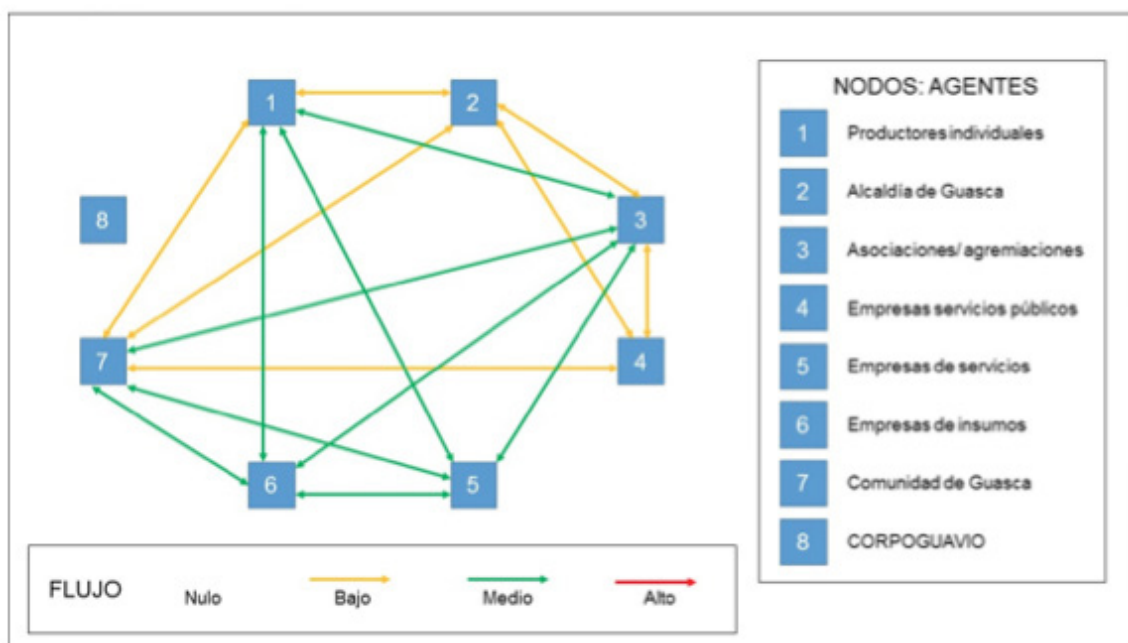 1
2
8
3
7
4
6
5
NODOS: AGENTES
1 Productores individuales
2 Alcaldía de Guasca
3 Asociaciones/ agremiaciones
4 Empresas servicios públicos
5 Empresas de servicios
6 Empresas de insumos
7 Comunidad de Guasca
8 CORPOGUAVIO
FLUJO
Nulo Bajo Medio Alto